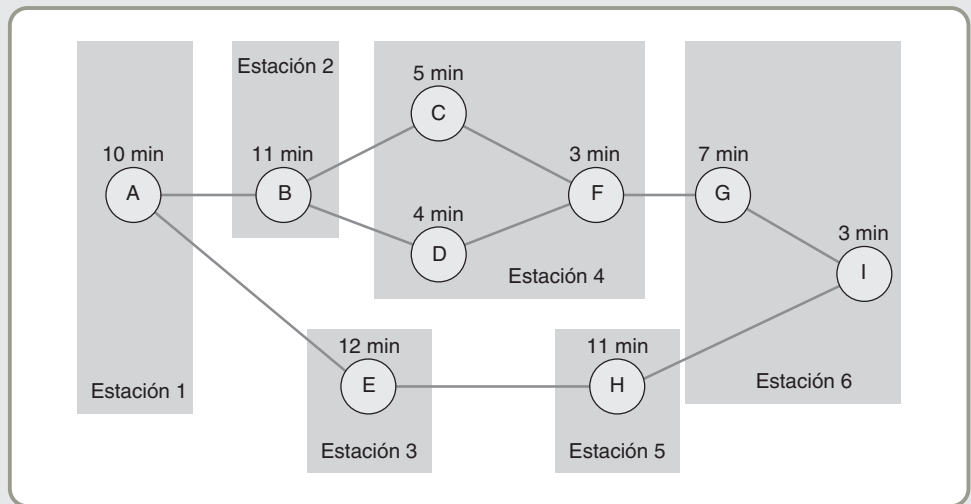 Estación 2
5 min
C
10 min
11 min
3 min
7 min
A
B
F
G
4 min
3 min
D
I
Estación 4
12 min
11 min
E
H
Estación 1
Estación 6
Estación 3
Estación 5